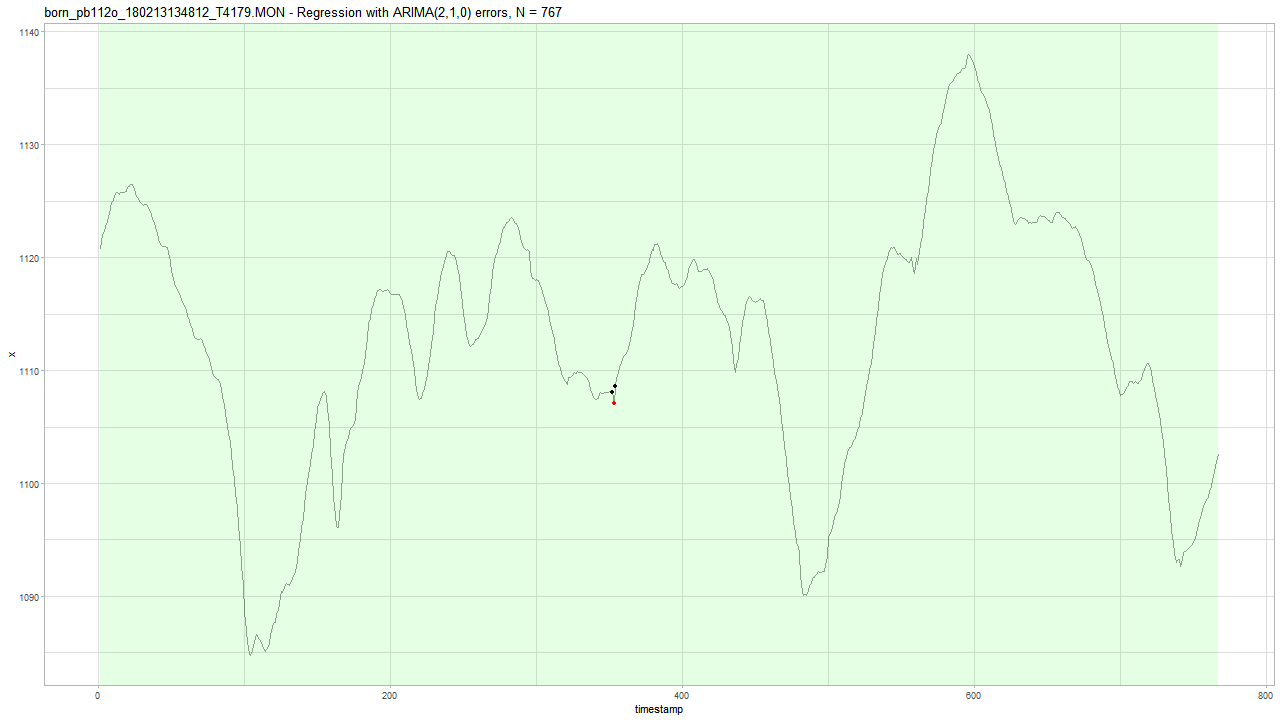 born_pb112o_180213134812_T4179.MON - Regression with ARIMA(2,1,0) errors, N = 767
1140
1130
1120
1110
1100
1090
x
0 200 400 600 800
timestamp